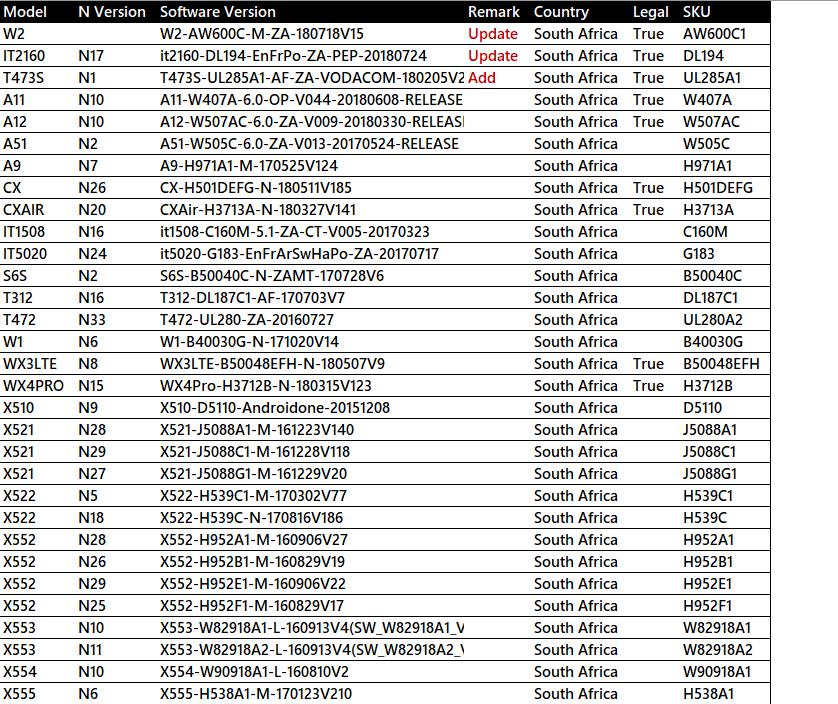 Model N Version Software Version Remark Country Legal SKU
W2 W2-AW600C-M-ZA-180718V15 Update South Africa True AW600C1
IT2160 N17 it2160-DL194-EnFrPo-ZA-PEP-20180724 Update South Africa True DL194
T473S N1 T473S-UL285A1-AF-ZA-VODACOM-180205V2 Add South Africa True UL285A1
A11 N10 A11-W407A-6.0-OP-V044-20180608-RELEASE South Africa True W407A
A12 N10 A12-W507AC-6.0-ZA-V009-20180330-RELEAS South Africa True W507AC
A51 N2 A51-W505C-6.0-ZA-V013-20170524-RELEASE South Africa W505C
A9 N7 A9-H971A1-M-170525V124 South Africa H971A1
CX N26 CX-H501DEFG-N-180511V185 South Africa True H501DEFG
CXAIR N20 CXAir-H3713A-N-180327V141 South Africa True H3713A
IT1508 N16 it1508-C160M-5.1-ZA-CT-V005-20170323 South Africa C160M
IT5020 N24 it5020-G183-EnFrArSwHaPo-ZA-20170717 South Africa G183
S6S N2 S6S-B50040C-N-ZAMT-170728V6 South Africa B50040C
T312 N16 T312-DL187C1-AF-170703V7 South Africa DL187C1
T472 N33 T472-UL280-ZA-20160727 South Africa UL280A2
W1 N6 W1-B40030G-N-171020V14 South Africa B40030G
WX3LTE N8 WX3LTE-B50048EFH-N-180507V9 South Africa True B50048EFH
WX4PRO N15 WX4Pro-H3712B-N-180315V123 South Africa True H3712B
X510 N9 X510-D5110-Androidone-20151208 South Africa D5110
X521 N28 X521-J5088A1-M-161223V140 South Africa J5088A1
X521 N29 X521-J5088C1-M-161228V118 South Africa J5088C1
X521 N27 X521-J5088G1-M-161229V20 South Africa J5088G1
X522 N5 X522-H539C1-M-170302V77 South Africa H539C1
X522 N18 X522-H539C-N-170816V186 South Africa H539C
X552 N28 X552-H952A1-M-160906V27 South Africa H952A1
X552 N26 X552-H952B1-M-160829V19 South Africa H952B1
X552 N29 X552-H952E1-M-160906V22 South Africa H952E1
X552 N25 X552-H952F1-M-160829V17 South Africa H952F1
X553 N10 X553-W82918A1-L-160913V4(SW_W82918A1_V South Africa W82918A1
X553 N11 X553-W82918A2-L-160913V4(SW_W82918A2_V South Africa W82918A2
X554 N10 X554-W90918A1-L-160810V2 South Africa W90918A1
X555 N6 X555-H538A1-M-170123V210 South Africa H538A1